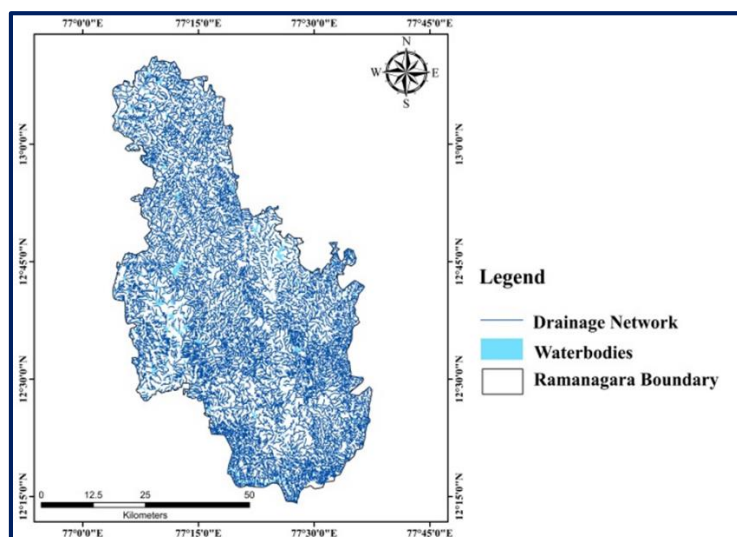 77°0'0"E 77°15'0"E 77°30'0"E 77°45'0"E
N
W E
S
13°0'0"N 13°0'0"N
12°45'0"N 12°45'0"N
Legend
Drainage Network
Waterbodies
Ramanagara Boundary
12°30'0"N 12°30'0"N
12°15'0"N 12°15'0"N
0 12.5 25 50
Kilometers
77°0'0"E 77°15'0"E 77°30'0"E 77°45'0"E